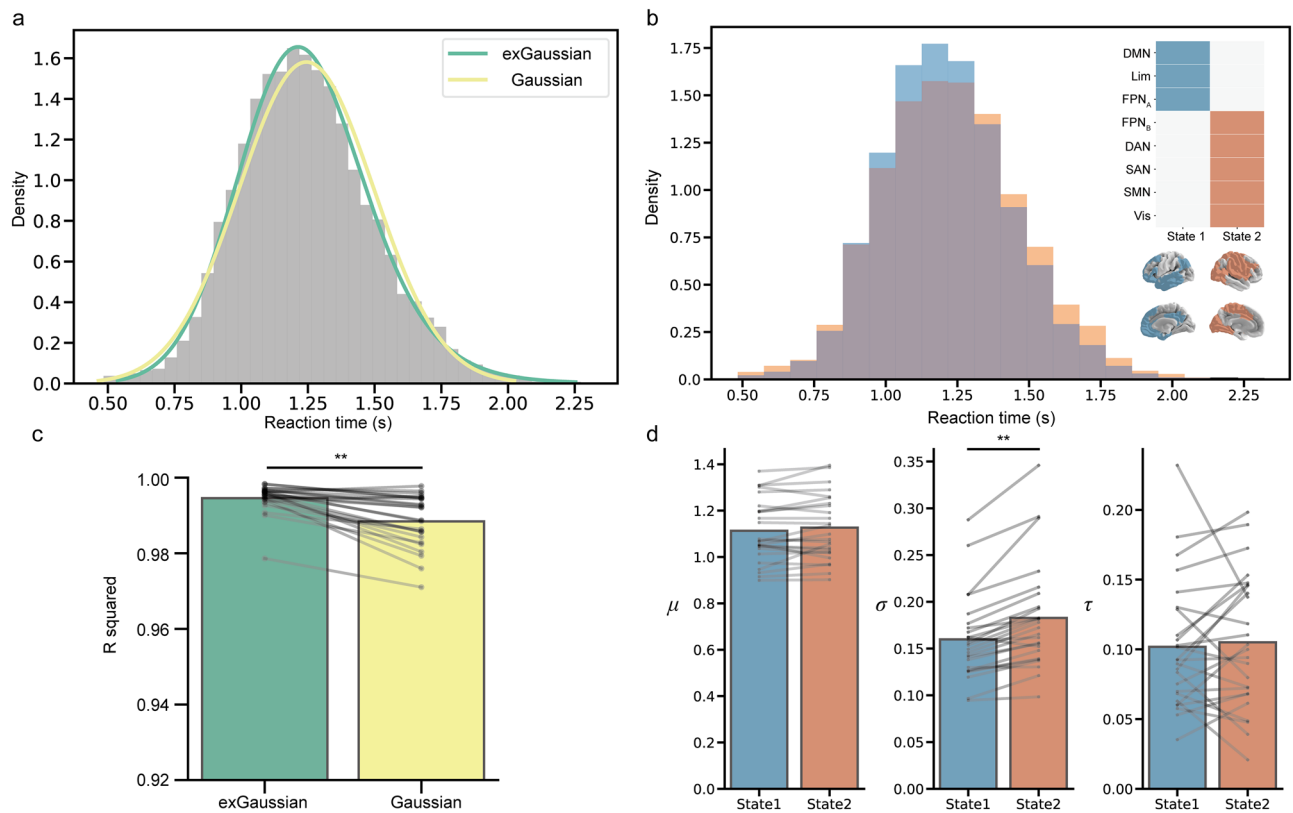 a
1.6
1.4
1.2
1.0
0.8
0.6
0.4
0.2
0.0
Density
0.50 0.75 1.00 1.25 1.50 1.75 2.00 2.25
Reaction time (s)
exGaussian
Gaussian
b
1.75
1.50
1.25
1.00
0.75
0.50
0.25
0.0
Density
0.50 0.75 1.00 1.25 1.50 1.75 2.00 2.25
Reaction time (s)
DMN
Lim
FPN_A
FPN_B
DAN
SAN
SMN
Vis
State 1 State 2
c
**
1.00
0.98
0.96
0.94
0.92
R squared
exGaussian Gaussian
d
1.4
1.2
1.0
0.8
0.6
0.4
0.2
0.0
μ
State1 State2
**
0.35
0.30
0.25
0.20
0.15
0.10
0.05
0.00
σ
State1 State2
0.20
0.15
0.10
0.05
0.00
τ
State1 State2